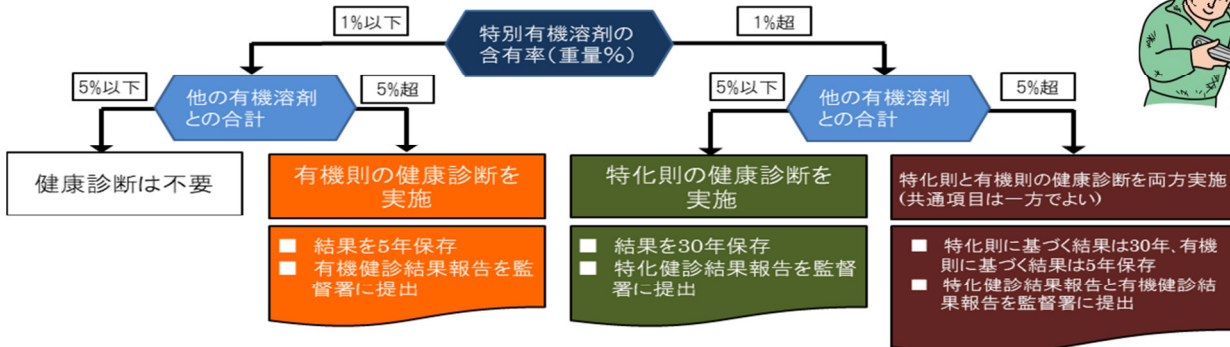 1%以下
特別有機溶剤の
含有率(重量%)
1%超
5%以下
他の有機溶剤
との合計
5%超
5%以下
他の有機溶剤
との合計
5%超
健康診断は不要
有機則の健康診断を
実施
特化則の健康診断を
実施
特化則と有機則の健康診断を両方実施
(共通項目は一方でよい)
■ 結果を5年保存
■ 有機健診結果報告を監
督署に提出
■ 結果を30年保存
■ 特化健診結果報告を監督
署に提出
■ 特化則に基づく結果は30年、有機
則に基づく結果は5年保存
■ 特化健診結果報告と有機健診結
果報告を監督署に提出